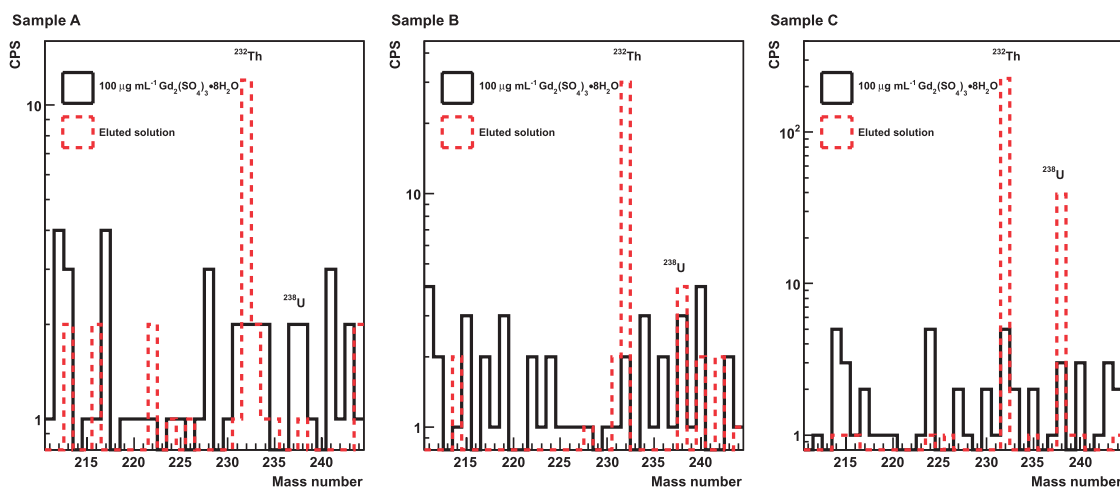 Sample A
CPS
10
1
²³²Th
100 μg mL⁻¹ Gd₂(SO₄)₃•8H₂O
Eluted solution
²³⁸U
215 220 225 230 235 240
Mass number
Sample B
CPS
10
1
²³²Th
100 μg mL⁻¹ Gd₂(SO₄)₃•8H₂O
Eluted solution
²³⁸U
215 220 225 230 235 240
Mass number
Sample C
CPS
10²
10
1
²³²Th
100 μg mL⁻¹ Gd₂(SO₄)₃•8H₂O
Eluted solution
²³⁸U
215 220 225 230 235 240
Mass number